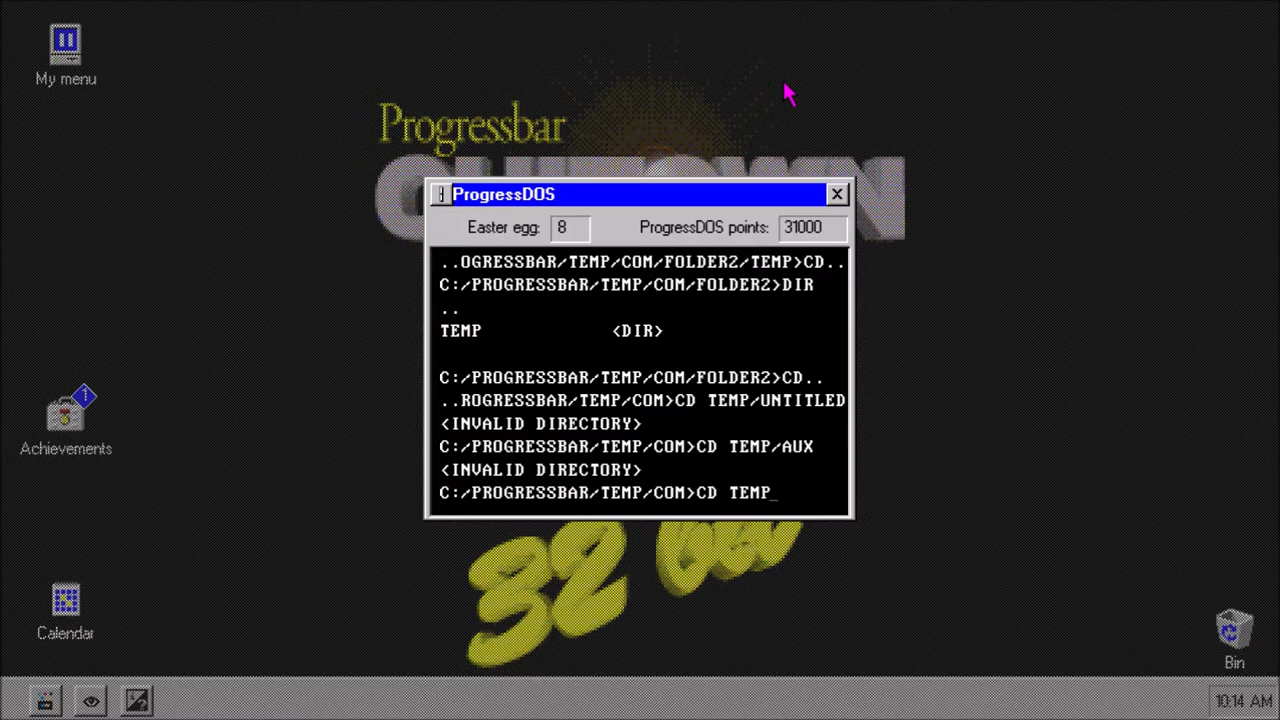 My menu
Progressbar
ProgressDOS
Easter egg: 8 ProgressDOS points: 31000
..OGRESSBAR/TEMP/COM/FOLDER2/TEMP>CD..
C:/PROGRESSBAR/TEMP/COM/FOLDER2>DIR
..
TEMP <DIR>
C:/PROGRESSBAR/TEMP/COM/FOLDER2>CD..
..ROGRESSBAR/TEMP/COM>CD TEMP/UNTITLED
<INVALID DIRECTORY>
C:/PROGRESSBAR/TEMP/COM>CD TEMP/AUX
<INVALID DIRECTORY>
C:/PROGRESSBAR/TEMP/COM>CD TEMP_
1
Achievements
32
Calendar
Bin
10:14 AM